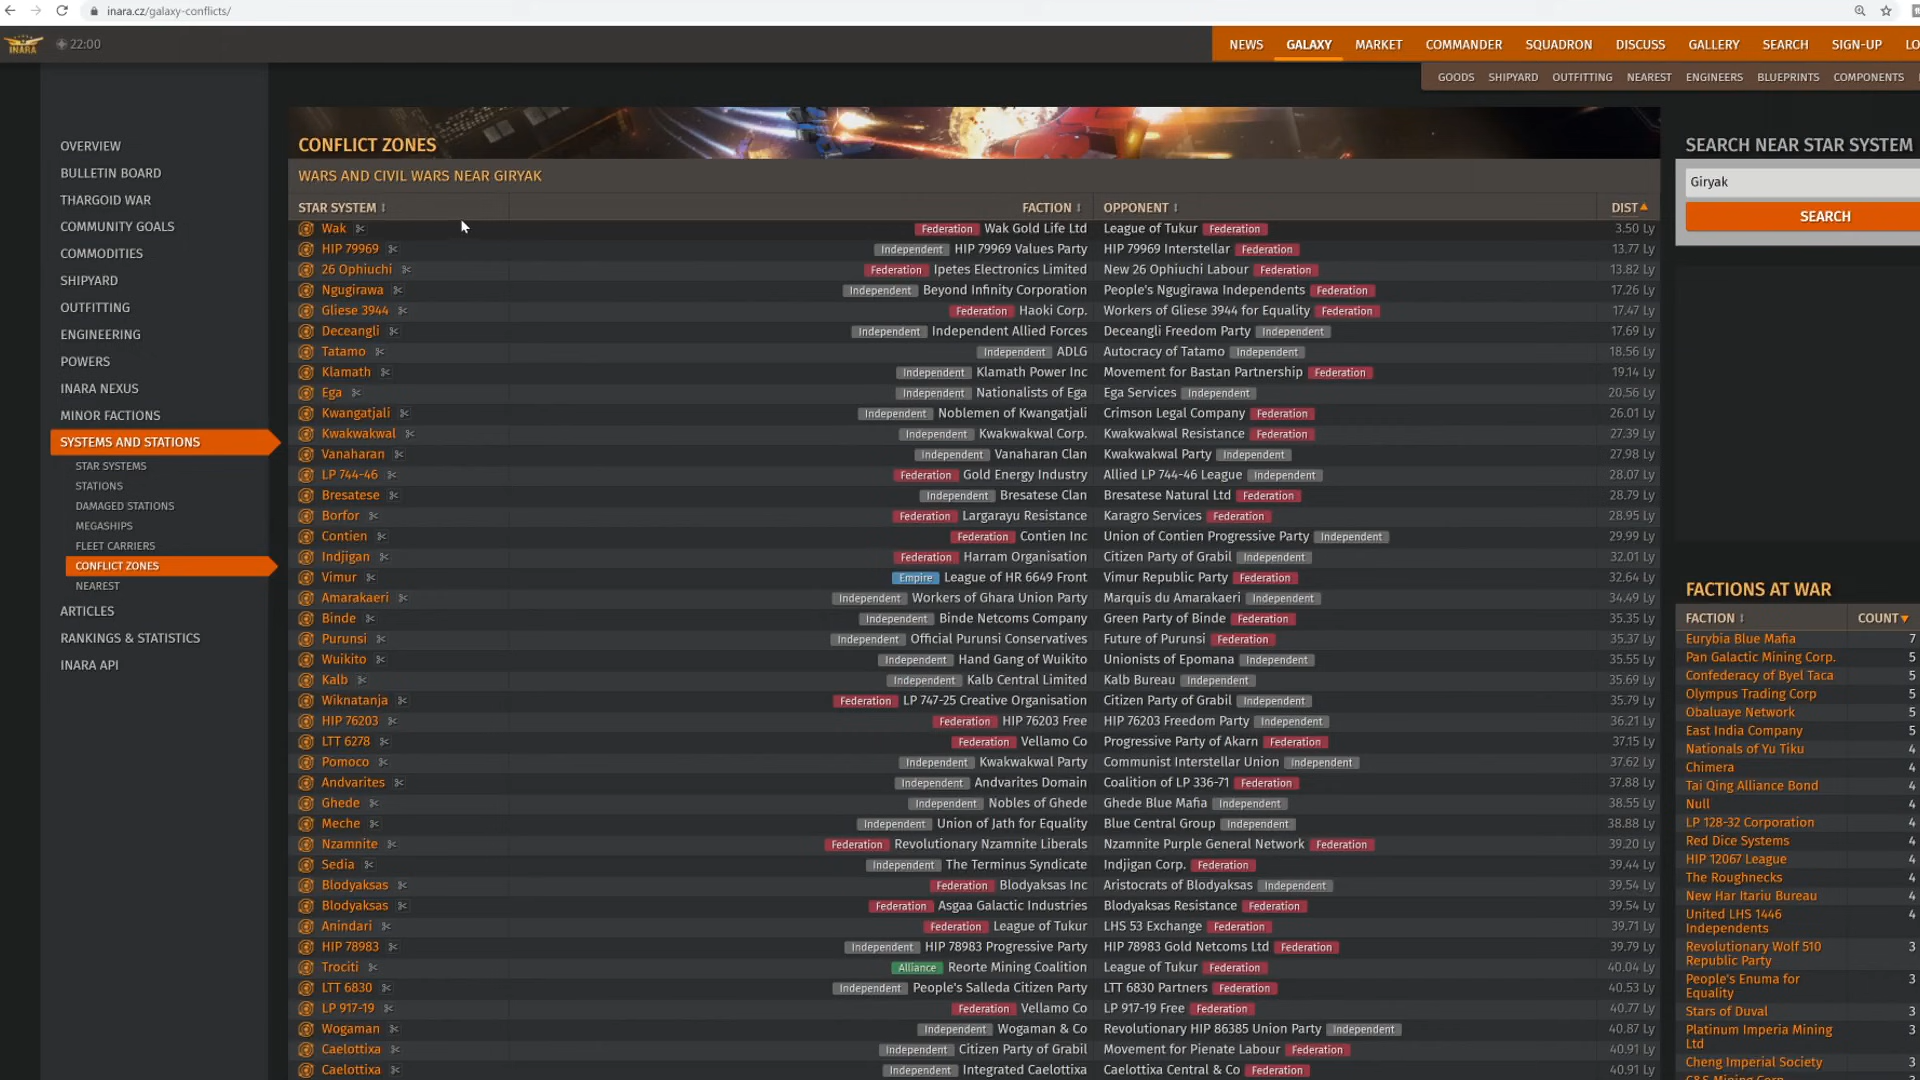 inara.cz/galaxy-conflicts/
INARA
22:00
NEWS GALAXY MARKET COMMANDER SQUADRON DISCUSS GALLERY SEARCH SIGN-UP
GOODS SHIPYARD OUTFITTING NEAREST ENGINEERS BLUEPRINTS COMPONENTS
OVERVIEW
BULLETIN BOARD
THARGOID WAR
COMMUNITY GOALS
COMMODITIES
SHIPYARD
OUTFITTING
ENGINEERING
POWERS
INARA NEXUS
MINOR FACTIONS
SYSTEMS AND STATIONS
STAR SYSTEMS
STATIONS
DAMAGED STATIONS
MEGASHIPS
FLEET CARRIERS
CONFLICT ZONES
NEAREST
ARTICLES
RANKINGS & STATISTICS
INARA API
CONFLICT ZONES
WARS AND CIVIL WARS NEAR GIRYAK
STAR SYSTEM FACTION OPPONENT DIST
Wak Federation Wak Gold Life Ltd League of Tukur Federation 3.50 Ly
HIP 79969 Independent HIP 79969 Values Party HIP 79969 Interstellar Federation 13.77 Ly
26 Ophiuchi Federation Ipetes Electronics Limited New 26 Ophiuchi Labour Federation 13.82 Ly
Ngugirawa Independent Beyond Infinity Corporation People's Ngugirawa Independents Federation 17.26 Ly
Gliese 3944 Federation Haoki Corp. Workers of Gliese 3944 for Equality Federation 17.47 Ly
Deceangli Independent Independent Allied Forces Deceangli Freedom Party Independent 17.69 Ly
Tatamo Independent ADLG Autocracy of Tatamo Independent 18.56 Ly
Klamath Independent Klamath Power Inc Movement for Bastan Partnership Federation 19.14 Ly
Ega Independent Nationalists of Ega Ega Services Independent 20.56 Ly
Kwangatjali Independent Noblemen of Kwangatjali Crimson Legal Company Federation 26.01 Ly
Kwakwakwal Independent Kwakwakwal Corp. Kwakwakwal Resistance Federation 27.39 Ly
Vanaharan Independent Vanaharan Clan Kwakwakwal Party Independent 27.98 Ly
LP 744-46 Federation Gold Energy Industry Allied LP 744-46 League Independent 28.07 Ly
Bresatese Independent Bresatese Clan Bresatese Natural Ltd Federation 28.79 Ly
Borfor Federation Largarayu Resistance Karagro Services Federation 28.95 Ly
Contien Federation Contien Inc Union of Contien Progressive Party Independent 29.99 Ly
Indjigan Federation Harram Organisation Citizen Party of Grabil Independent 32.01 Ly
Vimur Empire League of HR 6649 Front Vimur Republic Party Federation 32.64 Ly
Amarakaeri Independent Workers of Ghara Union Party Marquis du Amarakaeri Independent 34.49 Ly
Binde Independent Binde Netcoms Company Green Party of Binde Federation 35.35 Ly
Purunsi Independent Official Purunsi Conservatives Future of Purunsi Federation 35.37 Ly
Wuikito Independent Hand Gang of Wuikito Unionists of Epomana Independent 35.55 Ly
Kalb Independent Kalb Central Limited Kalb Bureau Independent 35.69 Ly
Wiknatanja Federation LP 747-25 Creative Organisation Citizen Party of Grabil Independent 35.79 Ly
HIP 76203 Federation HIP 76203 Free HIP 76203 Freedom Party Independent 36.21 Ly
LTT 6278 Federation Vellamo Co Progressive Party of Akarn Federation 37.15 Ly
Pomoco Independent Kwakwakwal Party Communist Interstellar Union Independent 37.62 Ly
Andvarites Independent Andvarites Domain Coalition of LP 336-71 Federation 37.88 Ly
Ghede Independent Nobles of Ghede Ghede Blue Mafia Independent 38.55 Ly
Meche Independent Union of Jath for Equality Blue Central Group Independent 38.88 Ly
Nzamnite Federation Revolutionary Nzamnite Liberals Nzamnite Purple General Network Federation 39.20 Ly
Sedia Independent The Terminus Syndicate Indjigan Corp. Federation 39.44 Ly
Blodyaksas Federation Blodyaksas Inc Aristocrats of Blodyaksas Independent 39.54 Ly
Blodyaksas Federation Asgaa Galactic Industries Blodyaksas Resistance Federation 39.54 Ly
Anindari Federation League of Tukur LHS 53 Exchange Federation 39.71 Ly
HIP 78983 Independent HIP 78983 Progressive Party HIP 78983 Gold Netcoms Ltd Federation 39.79 Ly
Trociti Alliance Reorte Mining Coalition League of Tukur Federation 40.04 Ly
LTT 6830 Independent People's Salleda Citizen Party LTT 6830 Partners Federation 40.53 Ly
LP 917-19 Federation Vellamo Co LP 917-19 Free Federation 40.77 Ly
Wogaman Independent Wogaman & Co Revolutionary HIP 86385 Union Party Independent 40.87 Ly
Caelottixa Independent Citizen Party of Grabil Movement for Pienate Labour Federation 40.91 Ly
Caelottixa Independent Integrated Caelottixa Caelottixa Central & Co Federation 40.91 Ly
SEARCH NEAR STAR SYSTEM
Giryak
SEARCH
FACTIONS AT WAR
FACTION COUNT
Eurybia Blue Mafia 7
Pan Galactic Mining Corp. 5
Confederacy of Byel Taca 5
Olympus Trading Corp 5
Obaluaye Network 5
East India Company 5
Nationals of Yu Tiku 4
Chimera 4
Tai Qing Alliance Bond 4
Null 4
LP 128-32 Corporation 4
Red Dice Systems 4
HIP 12067 League 4
The Roughnecks 4
New Har Itariu Bureau 4
United LHS 1446 4
Independents
Revolutionary Wolf 510 3
Republic Party
People's Enuma for 3
Equality
Stars of Duval 3
Platinum Imperia Mining 3
Ltd
Cheng Imperial Society 3